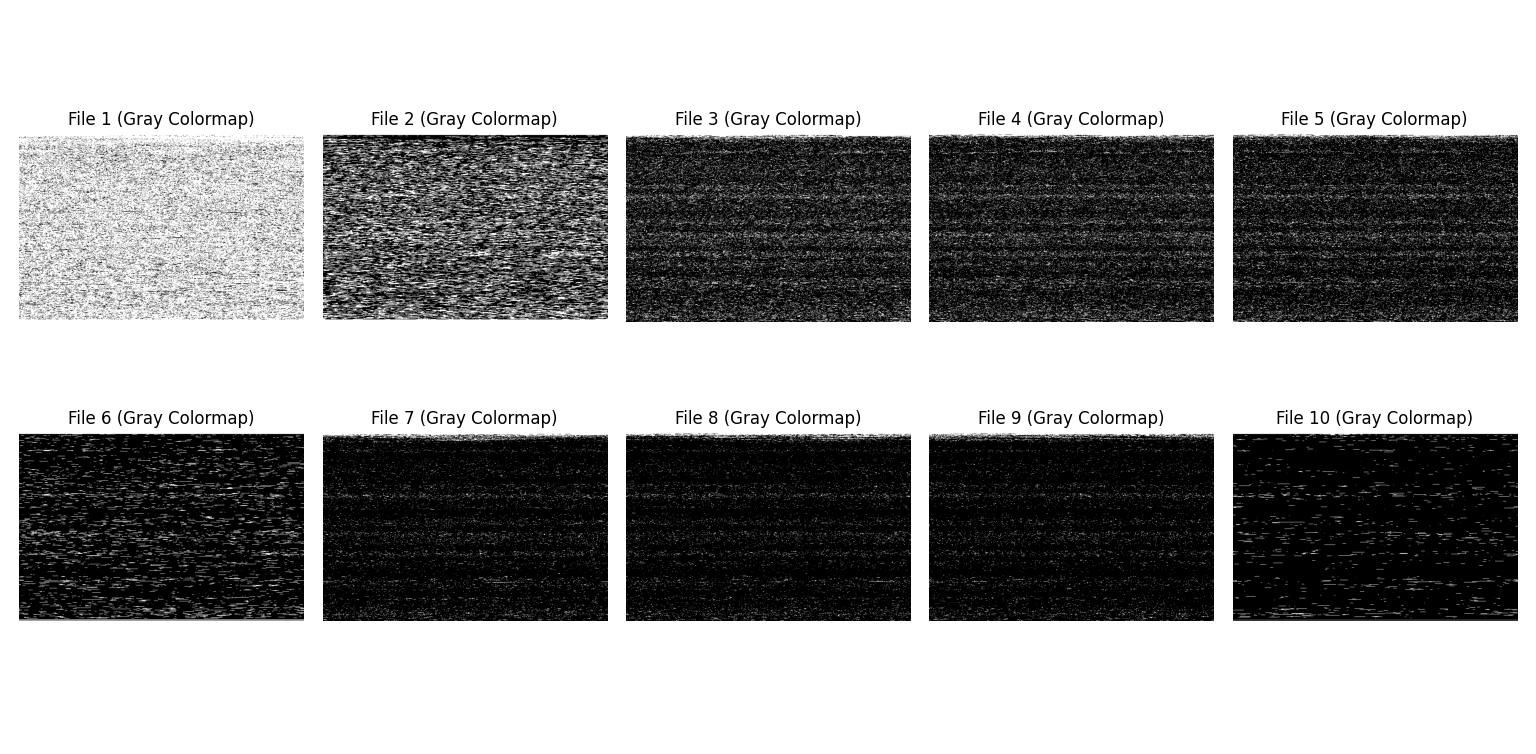 File 1 (Gray Colormap)
File 2 (Gray Colormap)
File 3 (Gray Colormap)
File 4 (Gray Colormap)
File 5 (Gray Colormap)
File 6 (Gray Colormap)
File 7 (Gray Colormap)
File 8 (Gray Colormap)
File 9 (Gray Colormap)
File 10 (Gray Colormap)